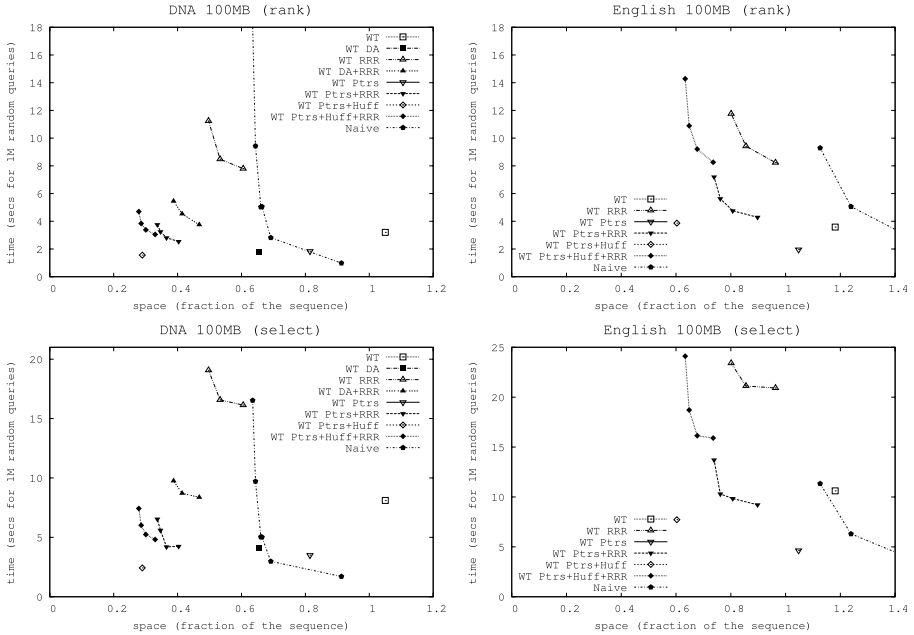 DNA 100MB (rank)
time (secs for 1M random queries)
18
16
14
12
10
8
6
4
2
0
WT
WT DA
WT RRR
WT DA+RRR
WT Ptrs
WT Ptrs+RRR
WT Ptrs+Huff
WT Ptrs+Huff+RRR
Naive
0 0.2 0.4 0.6 0.8 1 1.2
space (fraction of the sequence)
English 100MB (rank)
time (secs for 1M random queries)
18
16
14
12
10
8
6
4
2
0
WT
WT RRR
WT Ptrs
WT Ptrs+RRR
WT Ptrs+Huff
WT Ptrs+Huff+RRR
Naive
0 0.2 0.4 0.6 0.8 1 1.2 1.4
space (fraction of the sequence)
DNA 100MB (select)
time (secs for 1M random queries)
20
15
10
5
0
WT
WT DA
WT RRR
WT DA+RRR
WT Ptrs
WT Ptrs+RRR
WT Ptrs+Huff
WT Ptrs+Huff+RRR
Naive
0 0.2 0.4 0.6 0.8 1 1.2
space (fraction of the sequence)
English 100MB (select)
time (secs for 1M random queries)
25
20
15
10
5
0
WT
WT RRR
WT Ptrs
WT Ptrs+RRR
WT Ptrs+Huff
WT Ptrs+Huff+RRR
Naive
0 0.2 0.4 0.6 0.8 1 1.2 1.4
space (fraction of the sequence)